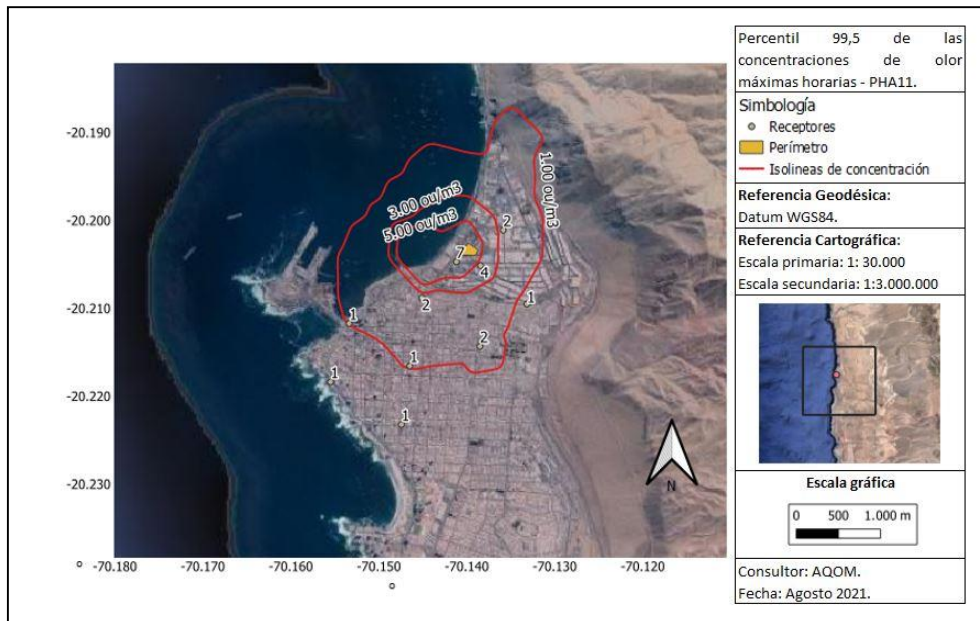 Percentil 99,5 de las
concentraciones de olor
máximas horarias - PHA11.
Simbología
Receptores
Perímetro
Isolineas de concentración
Referencia Geodésica:
Datum WGS84.
Referencia Cartográfica:
Escala primaria: 1: 30.000
Escala secundaria: 1:3.000.000
Escala gráfica
0 500 1.000 m
Consultor: AQOM.
Fecha: Agosto 2021.
-20.190
-20.200
-20.210
-20.220
-20.230
-70.180 -70.170 -70.160 -70.150 -70.140 -70.130 -70.120
1.00 ou/m3
3.00 ou/m3
5.00 ou/m3
2
7
4
2
1
1
2
1
1
1
N